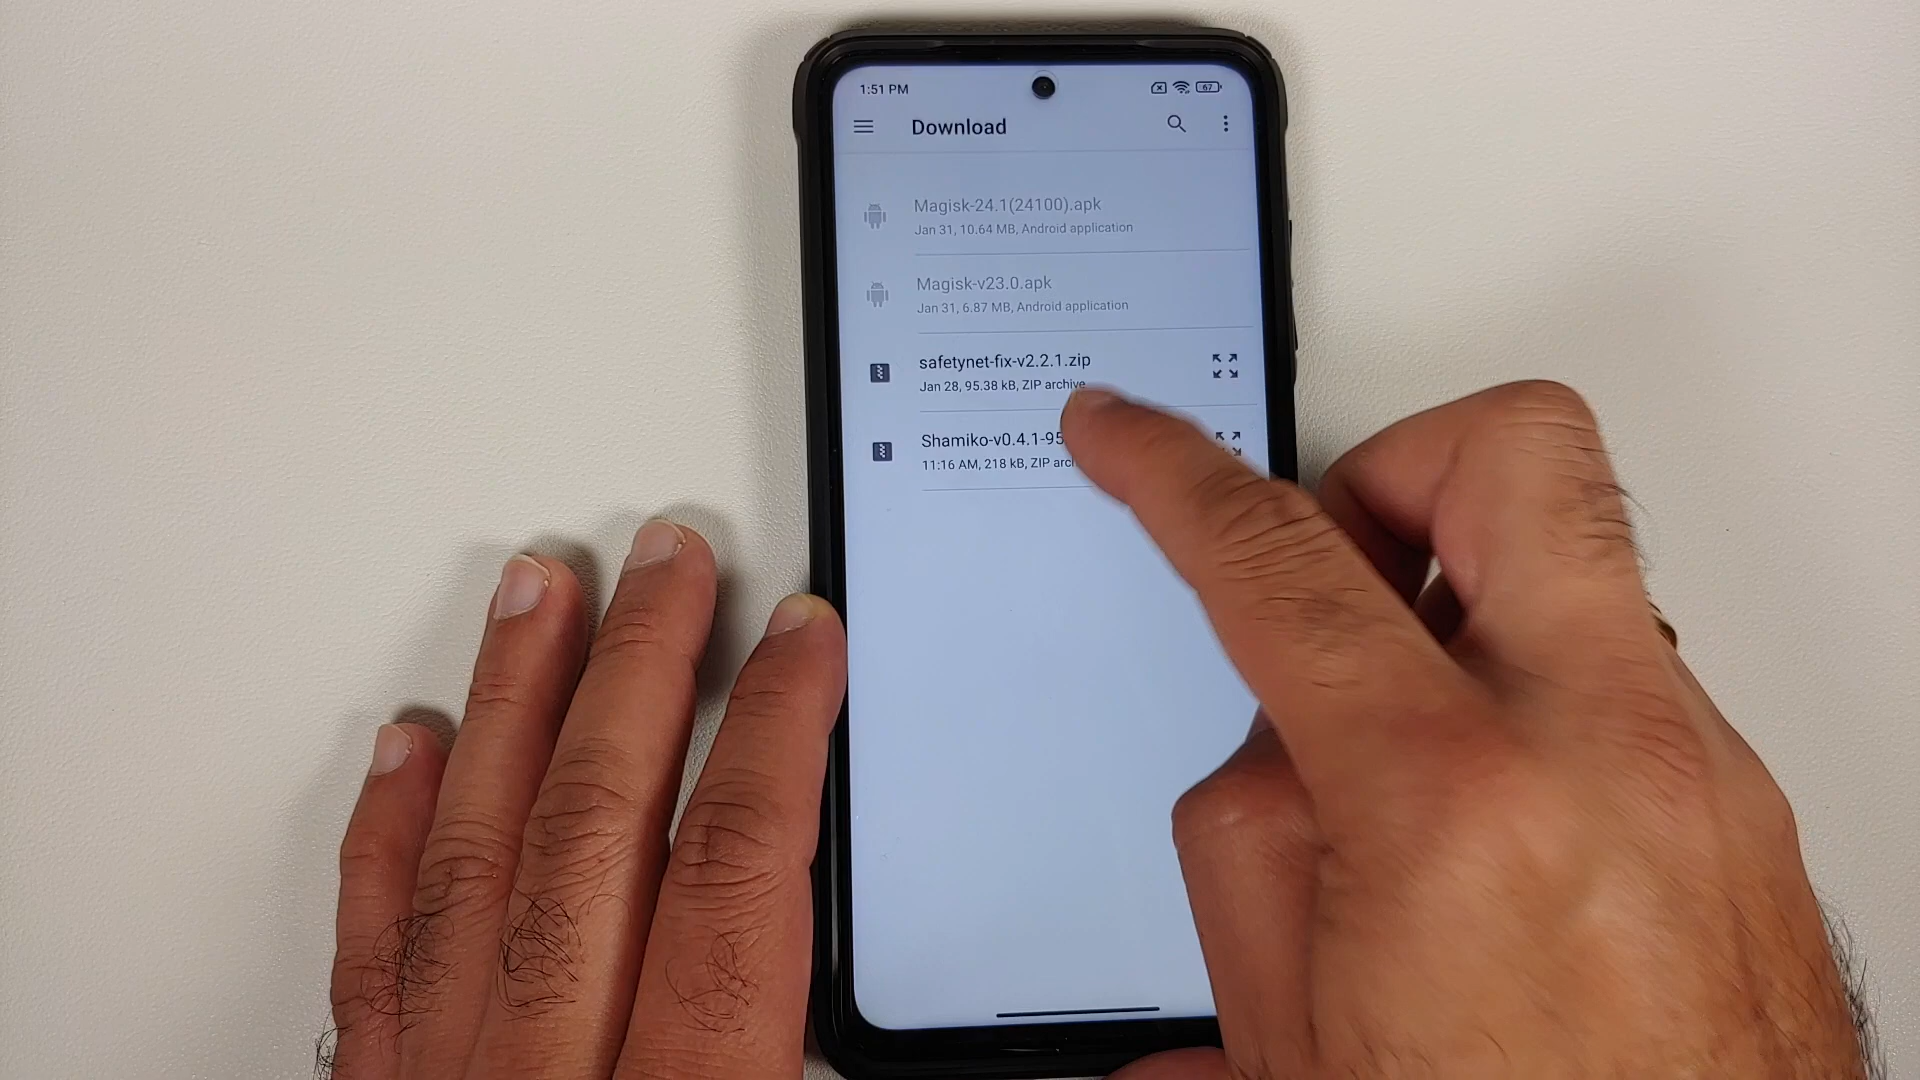 1:51 PM
67
Download
Magisk-24.1(24100).apk
Jan 31, 10.64 MB, Android application
Magisk-v23.0.apk
Jan 31, 6.87 MB, Android application
safetynet-fix-v2.2.1.zip
Jan 28, 95.38 kB, ZIP archive
Shamiko-v0.4.1-95
11:16 AM, 218 kB, ZIP